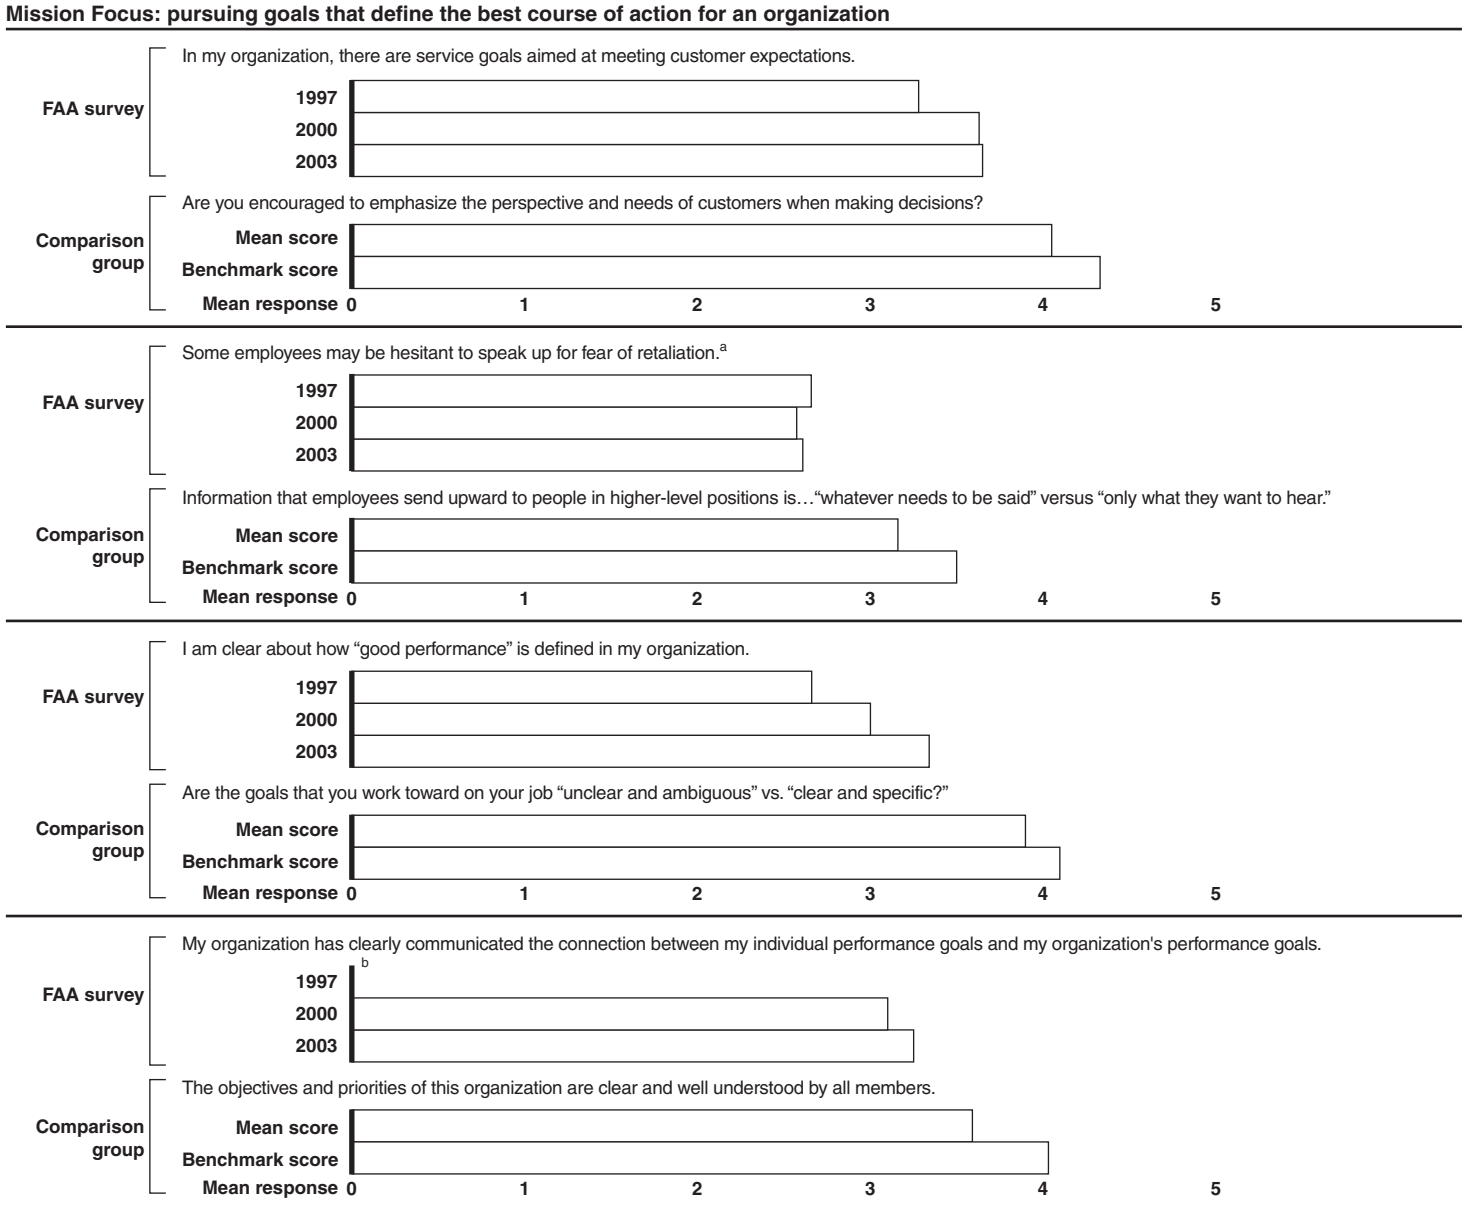 Mission Focus: pursuing goals that define the best course of action for an organization
In my organization, there are service goals aimed at meeting customer expectations.
FAA survey
1997
2000
2003
Are you encouraged to emphasize the perspective and needs of customers when making decisions?
Comparison
group
Mean score
Benchmark score
Mean response 0 1 2 3 4 5
Some employees may be hesitant to speak up for fear of retaliation.a
FAA survey
1997
2000
2003
Information that employees send upward to people in higher-level positions is…“whatever needs to be said” versus “only what they want to hear.”
Comparison
group
Mean score
Benchmark score
Mean response 0 1 2 3 4 5
I am clear about how “good performance” is defined in my organization.
FAA survey
1997
2000
2003
Are the goals that you work toward on your job “unclear and ambiguous” vs. “clear and specific?”
Comparison
group
Mean score
Benchmark score
Mean response 0 1 2 3 4 5
My organization has clearly communicated the connection between my individual performance goals and my organization's performance goals.
FAA survey
b
1997
2000
2003
The objectives and priorities of this organization are clear and well understood by all members.
Comparison
group
Mean score
Benchmark score
Mean response 0 1 2 3 4 5